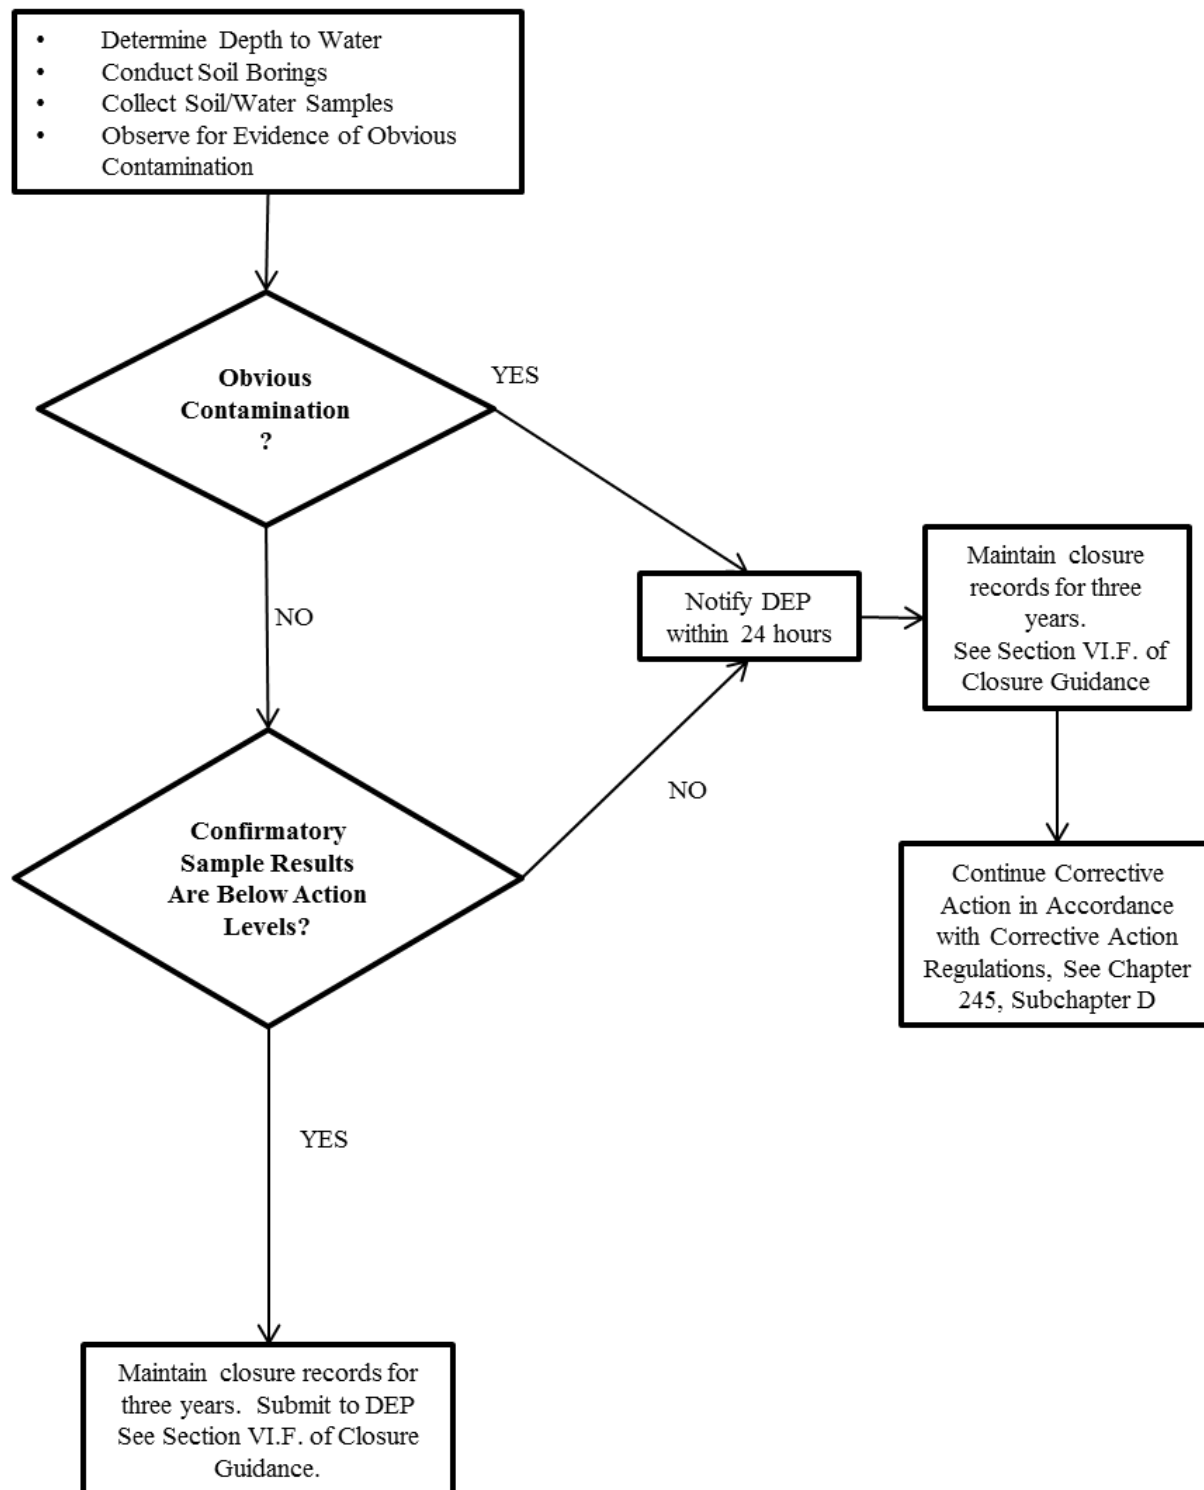 • Determine Depth to Water
• Conduct Soil Borings
• Collect Soil/Water Samples
• Observe for Evidence of Obvious
Contamination
Obvious
Contamination
?
YES
NO
Notify DEP
within 24 hours
Maintain closure
records for three
years.
See Section VI.F. of
Closure Guidance
NO
Confirmatory
Sample Results
Are Below Action
Levels?
Continue Corrective
Action in Accordance
with Corrective Action
Regulations, See Chapter
245, Subchapter D
YES
Maintain closure records for
three years. Submit to DEP
See Section VI.F. of Closure
Guidance.